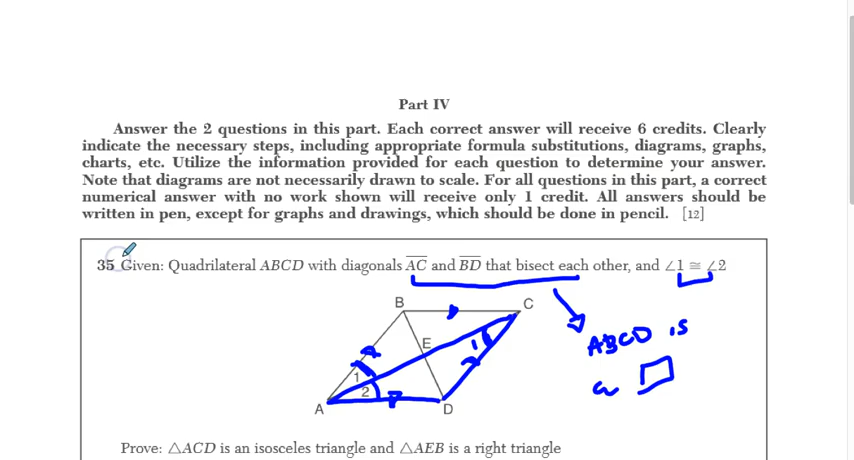 Part IV
Answer the 2 questions in this part. Each correct answer will receive 6 credits. Clearly
indicate the necessary steps, including appropriate formula substitutions, diagrams, graphs,
charts, etc. Utilize the information provided for each question to determine your answer.
Note that diagrams are not necessarily drawn to scale. For all questions in this part, a correct
numerical answer with no work shown will receive only 1 credit. All answers should be
written in pen, except for graphs and drawings, which should be done in pencil. [12]
35 Given: Quadrilateral ABCD with diagonals A̅C̅ and B̅D̅ that bisect each other, and ∠1 ≅ ∠2
B
C
ABCD is
a ▱
E
1
1
2
A
D
Prove: △ACD is an isosceles triangle and △AEB is a right triangle